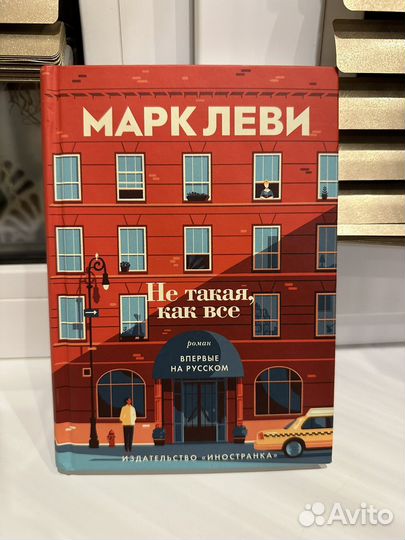 МАРК ЛЕВИ
Не такая,
как все
роман
ВПЕРВЫЕ
НА РУССКОМ
ИЗДАТЕЛЬСТВО «ИНОСТРАНКА»
Avito